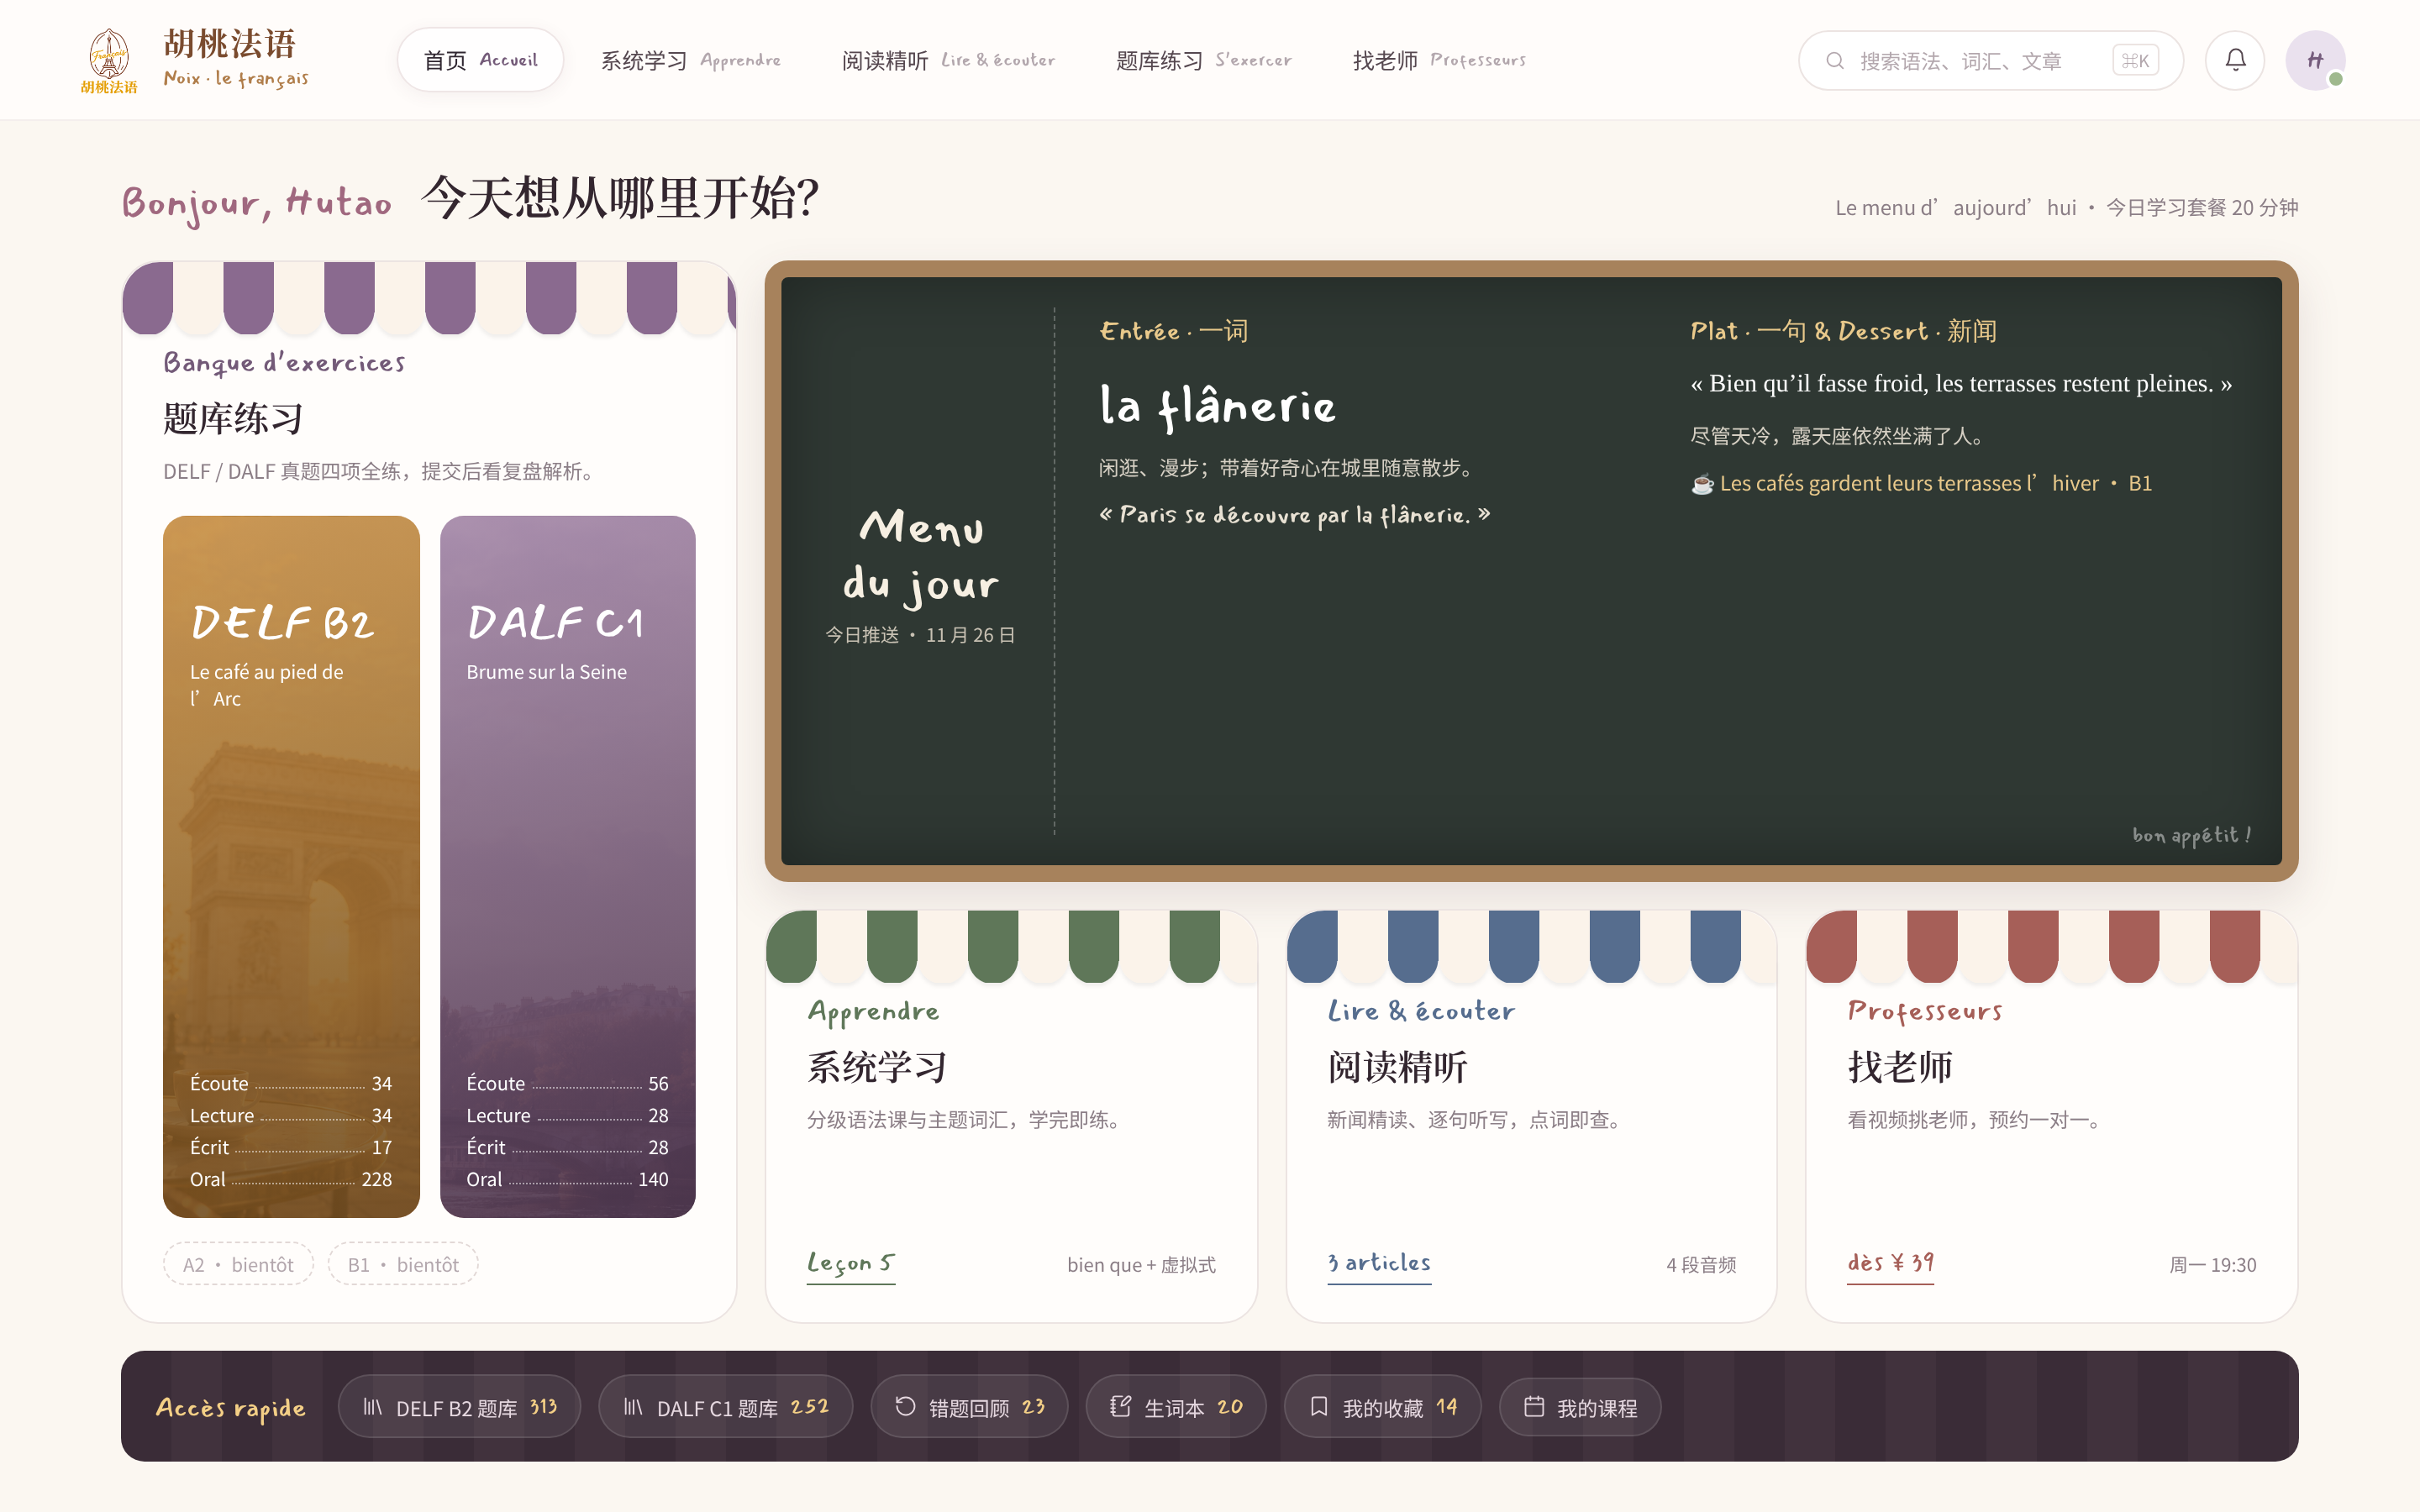 Français
胡桃法语
胡桃法语
Noix · le français
首页 Accueil
系统学习 Apprendre
阅读精听 Lire & écouter
题库练习 S'exercer
找老师 Professeurs
搜索语法、词汇、文章 ⌘K
H
Bonjour, Hutao 今天想从哪里开始？
Le menu d’aujourd’hui · 今日学习套餐 20 分钟
Banque d'exercices
题库练习
DELF / DALF 真题四项全练，提交后看复盘解析。
DELF B2
Le café au pied de
l’Arc
Écoute 34
Lecture 34
Écrit 17
Oral 228
DALF C1
Brume sur la Seine
Écoute 56
Lecture 28
Écrit 28
Oral 140
A2 · bientôt
B1 · bientôt
Menu
du jour
今日推送 · 11 月 26 日
Entrée · 一词
la flânerie
闲逛、漫步；带着好奇心在城里随意散步。
« Paris se découvre par la flânerie. »
Plat · 一句 & Dessert · 新闻
« Bien qu’il fasse froid, les terrasses restent pleines. »
尽管天冷，露天座依然坐满了人。
☕ Les cafés gardent leurs terrasses l’hiver · B1
bon appétit !
Apprendre
系统学习
分级语法课与主题词汇，学完即练。
Leçon 5
bien que + 虚拟式
Lire & écouter
阅读精听
新闻精读、逐句听写，点词即查。
3 articles
4 段音频
Professeurs
找老师
看视频挑老师，预约一对一。
dès ¥ 39
周一 19:30
Accès rapide
DELF B2 题库 313
DALF C1 题库 252
错题回顾 23
生词本 20
我的收藏 14
我的课程